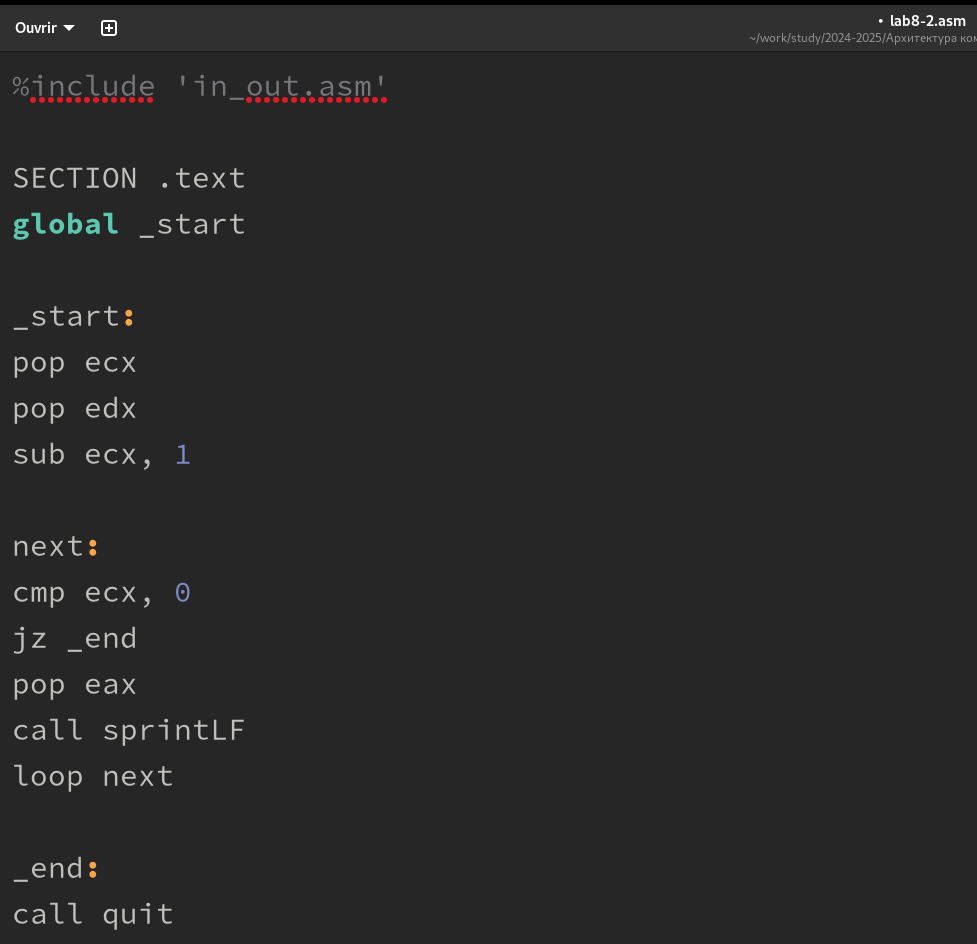 Ouvrir
• lab8-2.asm
~/work/study/2024-2025/Архитектура
%include 'in_out.asm'
SECTION .text
global _start
_start:
pop ecx
pop edx
sub ecx, 1
next:
cmp ecx, 0
jz _end
pop eax
call sprintLF
loop next
_end:
call quit